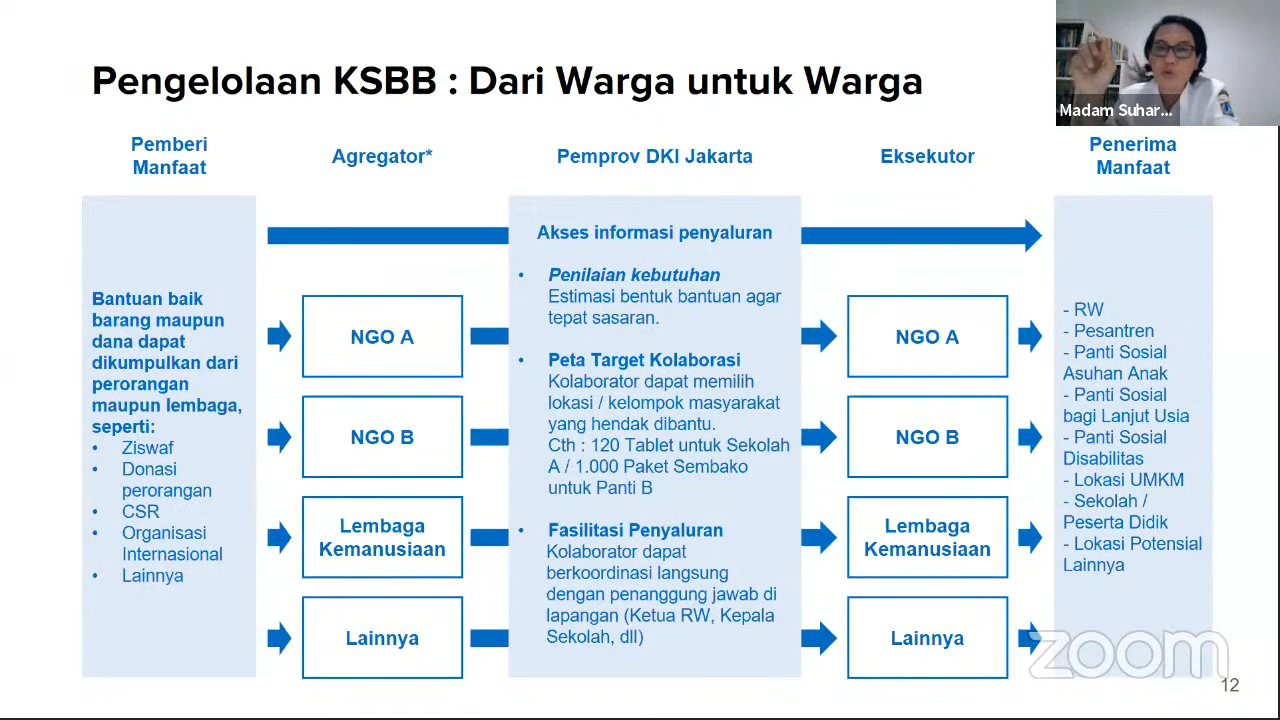 Pengelolaan KSBB : Dari Warga untuk Warga
Madam Suhar...
Pemberi
Manfaat
Agregator*
Pemprov DKI Jakarta
Eksekutor
Penerima
Manfaat
Bantuan baik
barang maupun
dana dapat
dikumpulkan dari
perorangan
maupun lembaga,
seperti:
• Ziswaf
• Donasi
perorangan
• CSR
• Organisasi
Internasional
• Lainnya
NGO A
NGO B
Lembaga
Kemanusiaan
Lainnya
Akses informasi penyaluran
• Penilaian kebutuhan
Estimasi bentuk bantuan agar
tepat sasaran.
• Peta Target Kolaborasi
Kolaborator dapat memilih
lokasi / kelompok masyarakat
yang hendak dibantu.
Cth : 120 Tablet untuk Sekolah
A / 1.000 Paket Sembako
untuk Panti B
• Fasilitasi Penyaluran
Kolaborator dapat
berkoordinasi langsung
dengan penanggung jawab di
lapangan (Ketua RW, Kepala
Sekolah, dll)
NGO A
NGO B
Lembaga
Kemanusiaan
Lainnya
- RW
- Pesantren
- Panti Sosial
Asuhan Anak
- Panti Sosial
bagi Lanjut Usia
- Panti Sosial
Disabilitas
- Lokasi UMKM
- Sekolah /
Peserta Didik
- Lokasi Potensial
Lainnya
zoom
12